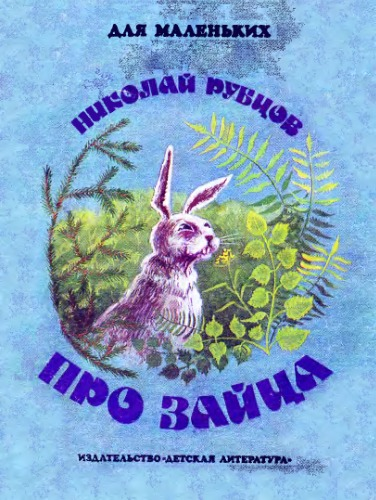 ДЛЯ МАЛЕНЬКИХ
НИКОЛАЙ РУБЦОВ
ПРО ЗАЙЦА
ИЗДАТЕЛЬСТВО «ДЕТСКАЯ ЛИТЕРАТУРА»